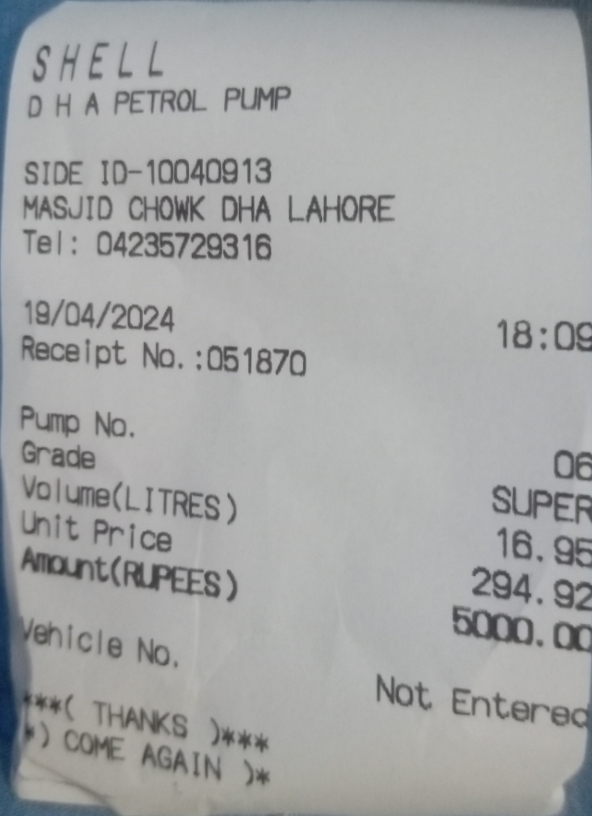 SHELL
D H A PETROL PUMP
SIDE ID-10040913
MASJID CHOWK DHA LAHORE
Tel: 04235729316
19/04/2024 18:09
Receipt No.:051870
Pump No. 06
Grade SUPER
Volume(LITRES) 16.95
Unit Price 294.92
Amount(RUPEES) 5000.00
Vehicle No. Not Entered
***( THANKS )***
*) COME AGAIN )*